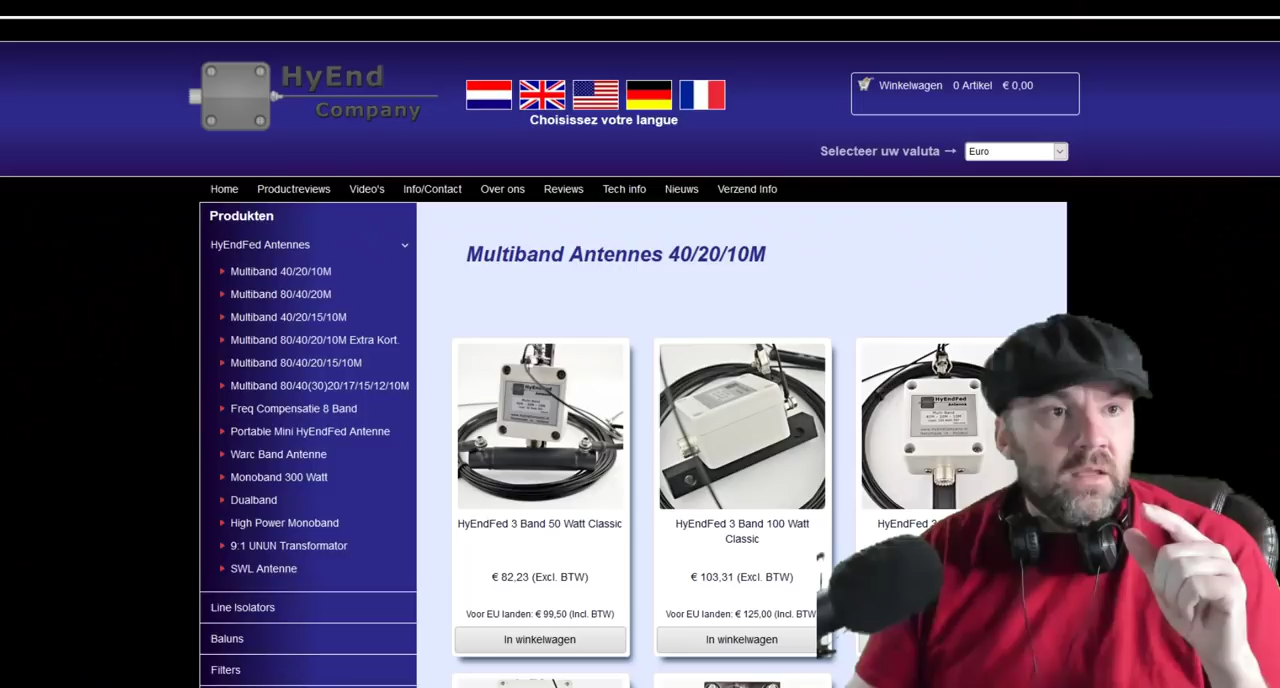 HyEnd
Company
Choisissez votre langue
Winkelwagen 0 Artikel € 0,00
Selecteer uw valuta → Euro
Home Productreviews Video's Info/Contact Over ons Reviews Tech info Nieuws Verzend Info
Produkten
HyEndFed Antennes
Multiband 40/20/10M
Multiband 80/40/20M
Multiband 40/20/15/10M
Multiband 80/40/20/10M Extra Kort.
Multiband 80/40/20/15/10M
Multiband 80/40(30)20/17/15/12/10M
Freq Compensatie 8 Band
Portable Mini HyEndFed Antenne
Warc Band Antenne
Monoband 300 Watt
Dualband
High Power Monoband
9:1 UNUN Transformator
SWL Antenne
Line Isolators
Baluns
Filters
Multiband Antennes 40/20/10M
HyEndFed 3 Band 50 Watt Classic
€ 82,23 (Excl. BTW)
Voor EU landen: € 99,50 (Incl. BTW)
In winkelwagen
HyEndFed 3 Band 100 Watt
Classic
€ 103,31 (Excl. BTW)
Voor EU landen: € 125,00 (Incl. BTW
In winkelwagen
HyEndFed
HyEndFed